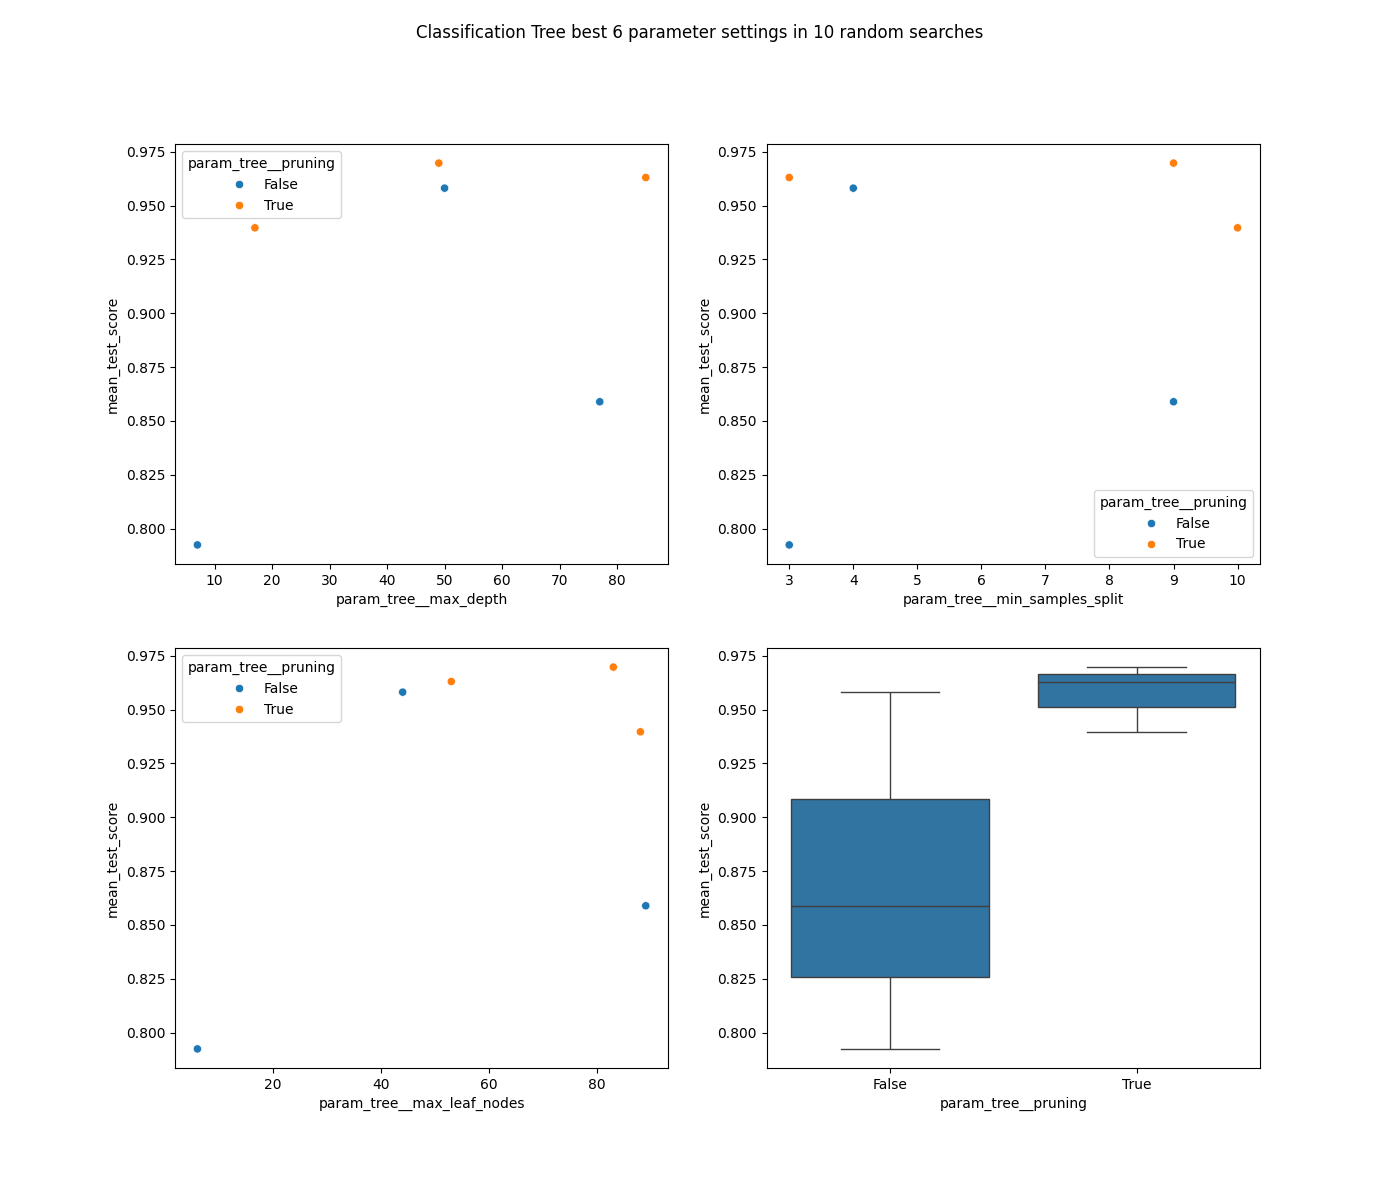 Classification Tree best 6 parameter settings in 10 random searches
0.975
0.950
0.925
0.900
0.875
0.850
0.825
0.800
mean_test_score
param_tree__pruning
False
True
10 20 30 40 50 60 70 80
param_tree__max_depth
0.975
0.950
0.925
0.900
0.875
0.850
0.825
0.800
mean_test_score
param_tree__pruning
False
True
3 4 5 6 7 8 9 10
param_tree__min_samples_split
0.975
0.950
0.925
0.900
0.875
0.850
0.825
0.800
mean_test_score
param_tree__pruning
False
True
20 40 60 80
param_tree__max_leaf_nodes
0.975
0.950
0.925
0.900
0.875
0.850
0.825
0.800
mean_test_score
False True
param_tree__pruning